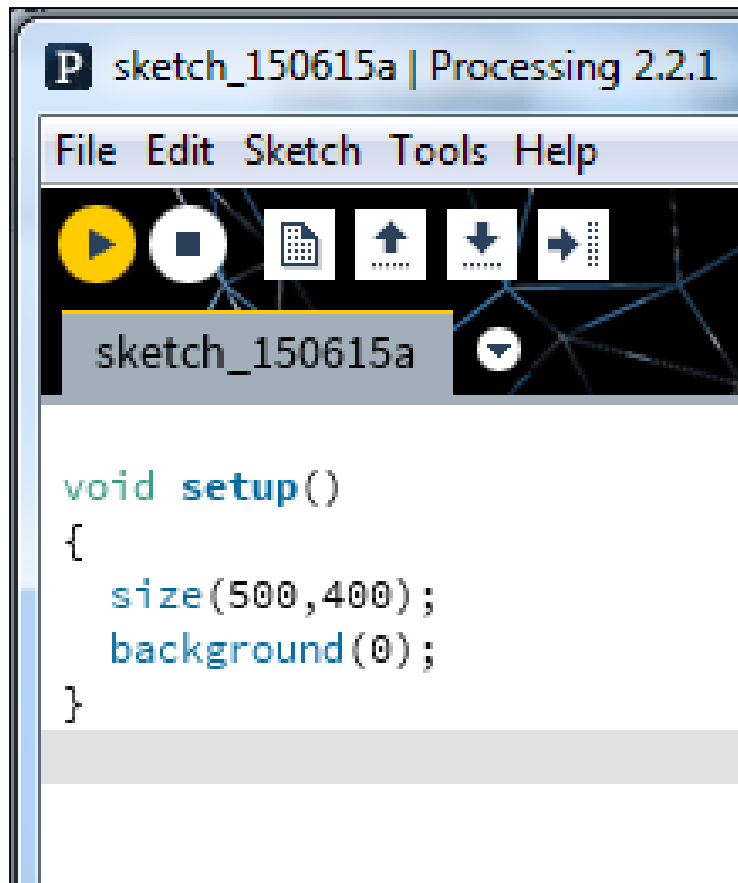 P sketch_150615a | Processing 2.2.1
File Edit Sketch Tools Help
sketch_150615a
void setup()
{
  size(500,400);
  background(0);
}